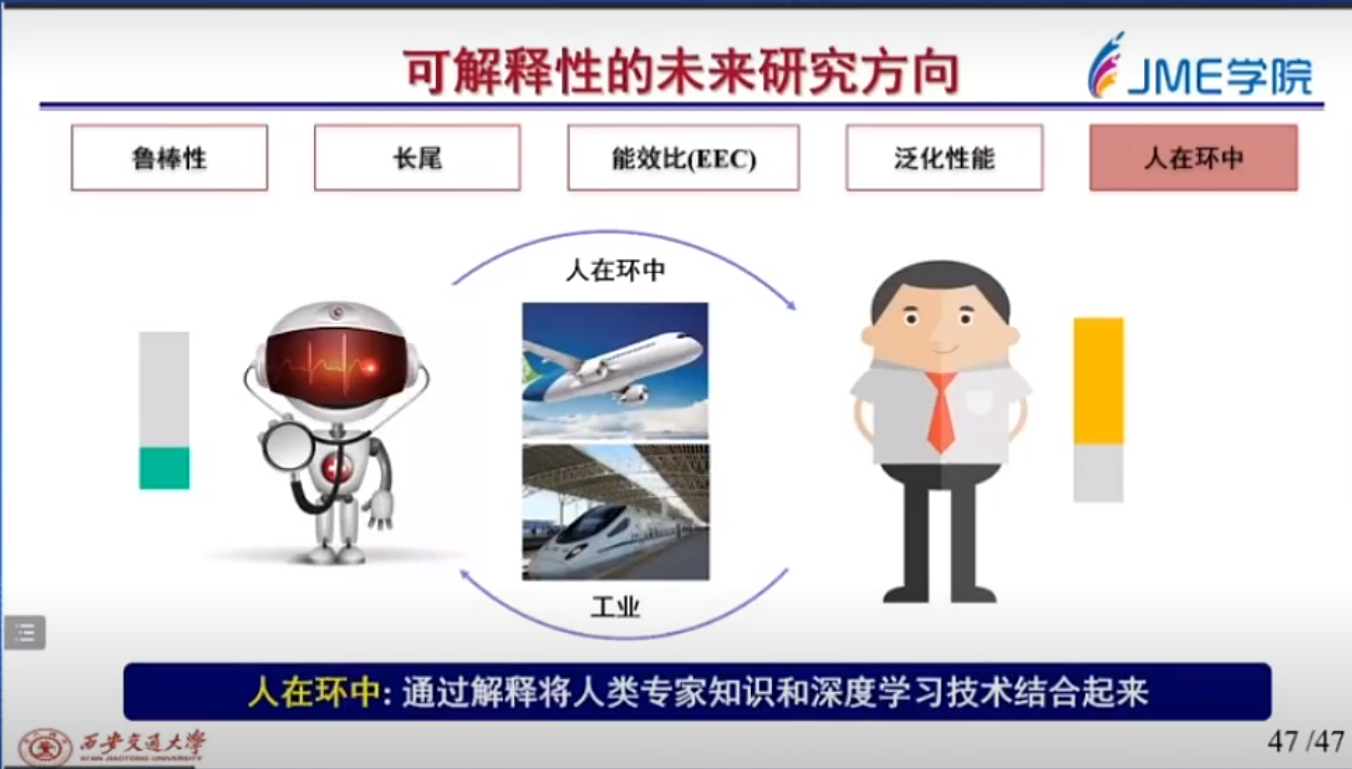 可解释性的未来研究方向
JME学院
鲁棒性
长尾
能效比(EEC)
泛化性能
人在环中
人在环中
工业
人在环中: 通过解释将人类专家知识和深度学习技术结合起来
西安交通大学
XI'AN JIAOTONG UNIVERSITY
47 /47